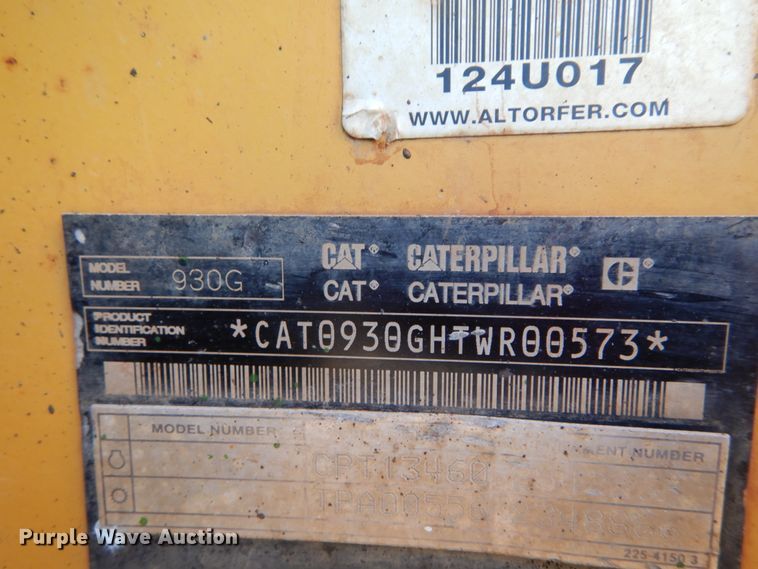 124U017
WWW.ALTORFER.COM
MODEL NUMBER 930G
CAT® CATERPILLAR®
CAT® CATERPILLAR®
PRODUCT IDENTIFICATION NUMBER *CAT0930GHTWR00573*
MODEL NUMBER
NUMBER
CPT13460
225-4150 3
Purple Wave Auction